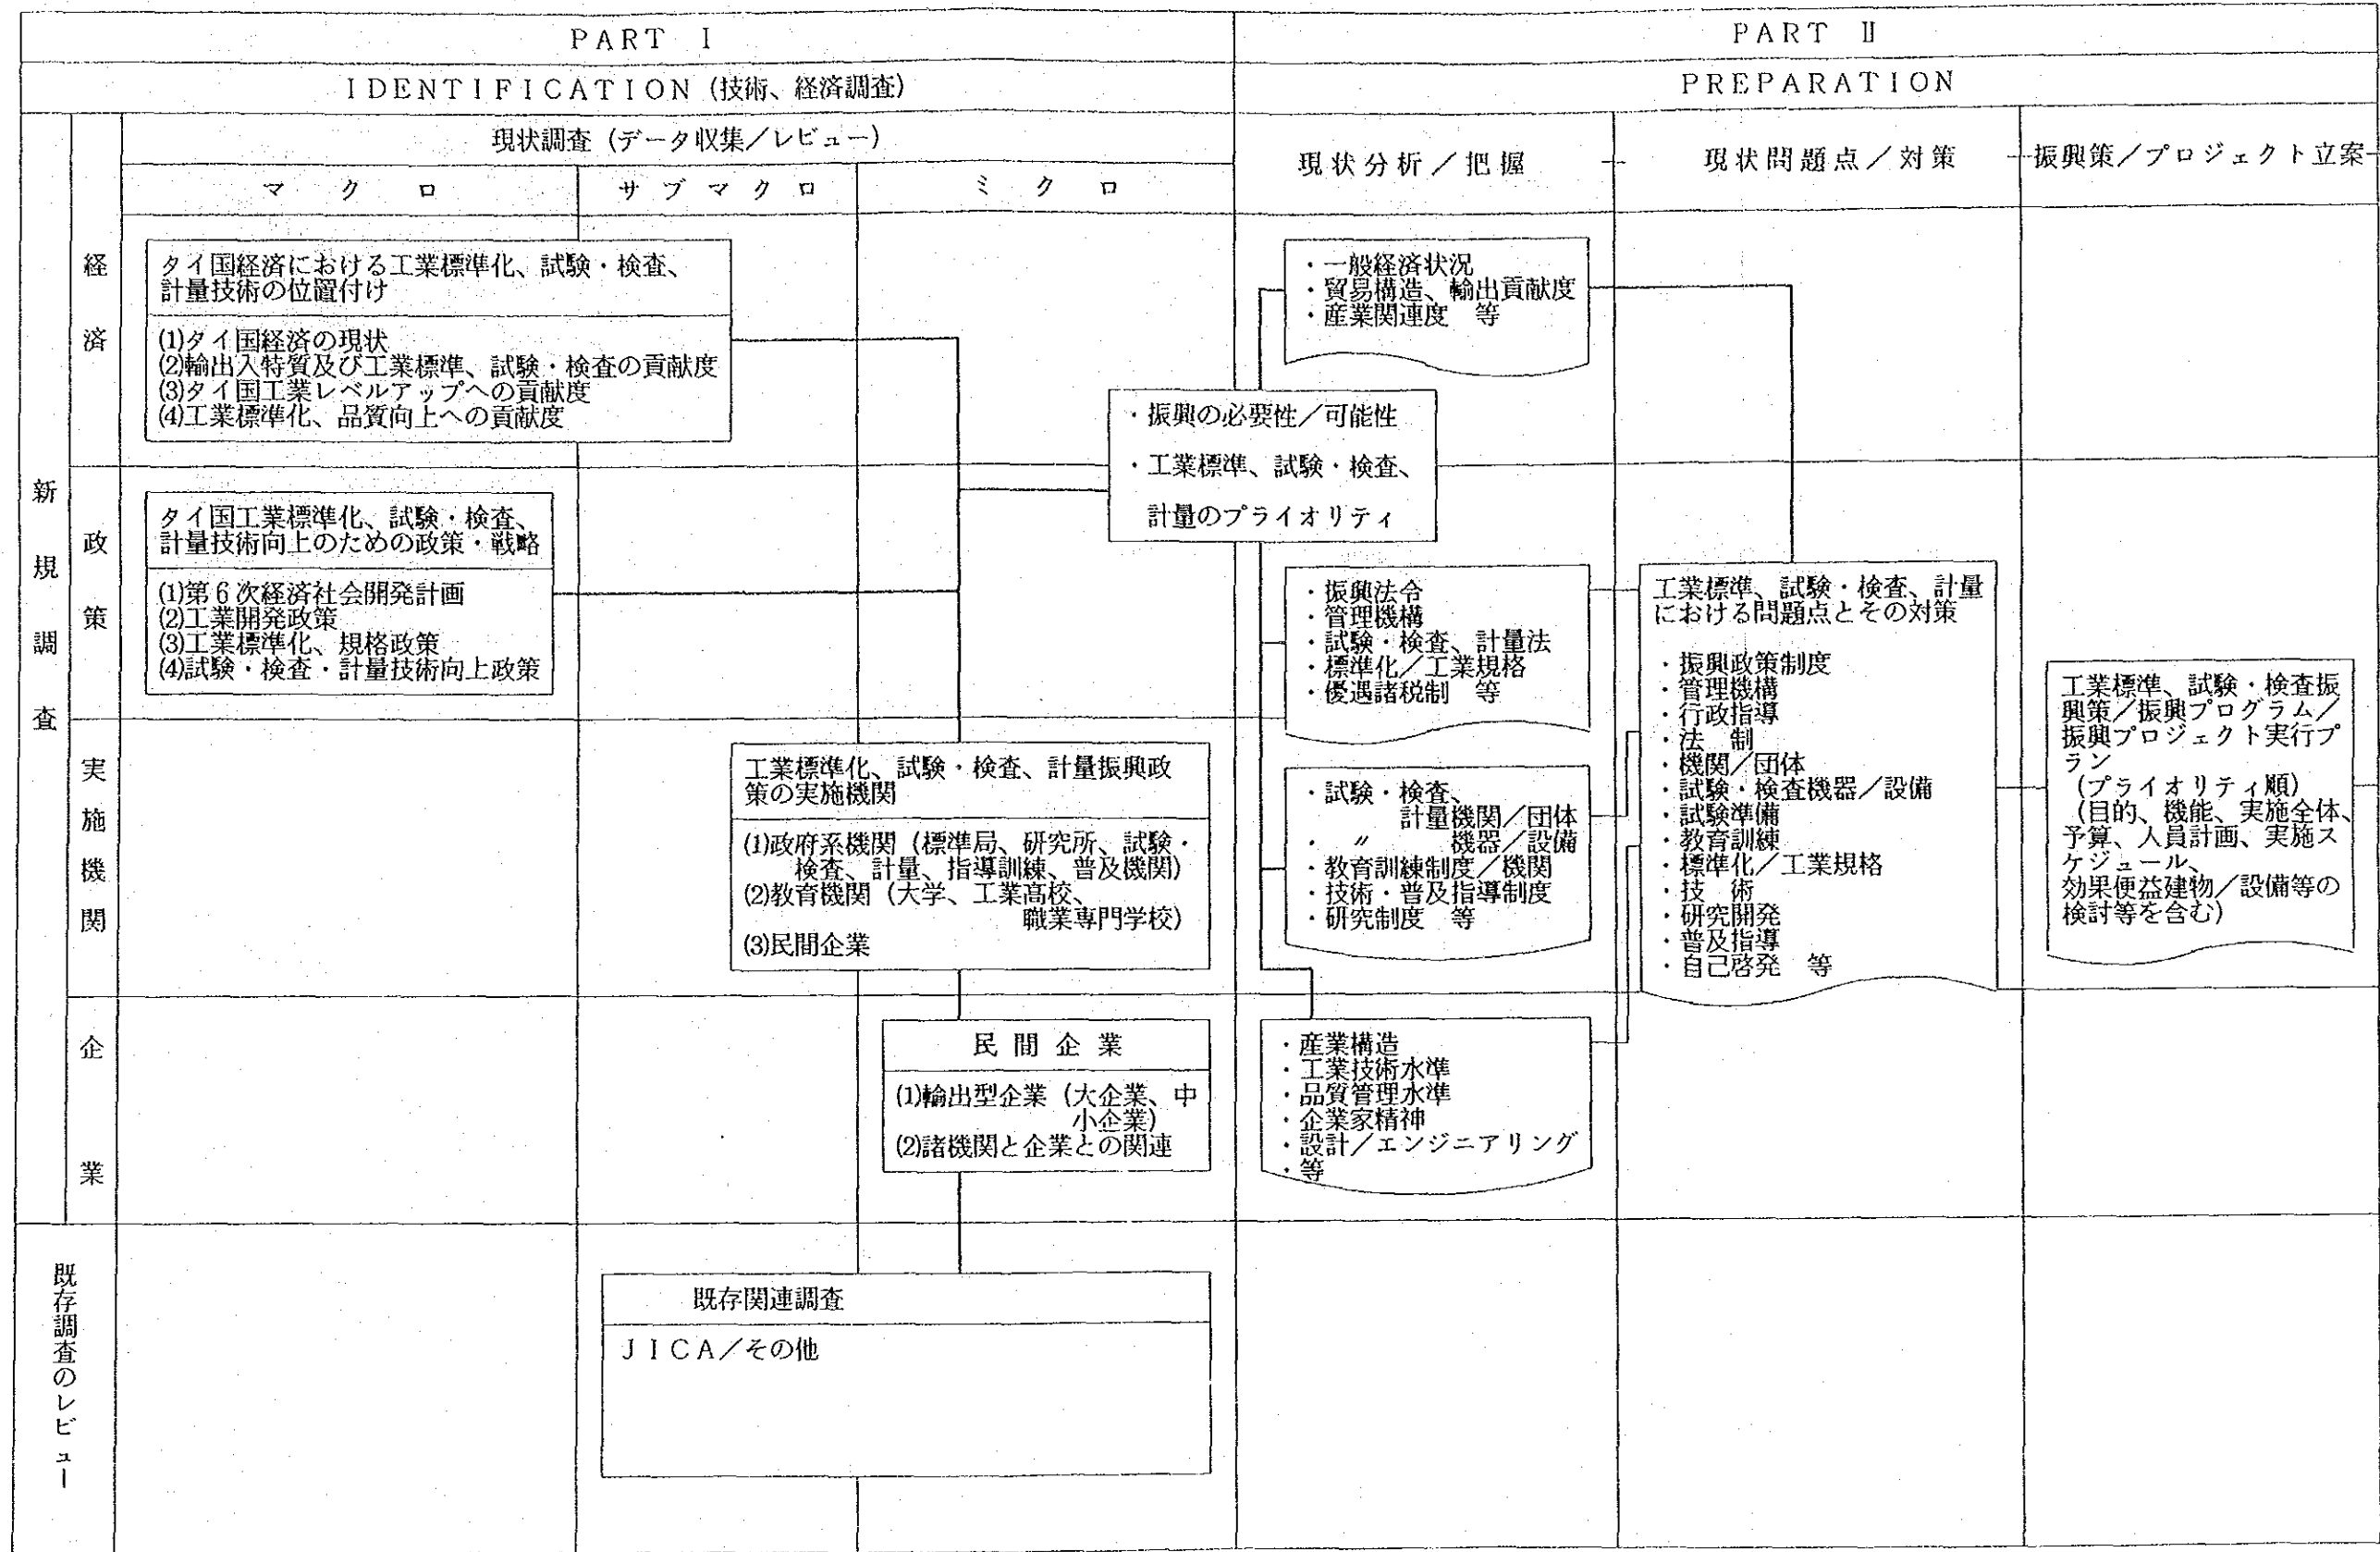 PART Ⅰ
PART Ⅱ
IDENTIFICATION (技術、経済調査)
PREPARATION
現状調査 (データ収集／レビュー)
マクロ
サブマクロ
ミクロ
現状分析／把握
現状問題点／対策
振興策／プロジェクト立案
新規調査
経済
タイ国経済における工業標準化、試験・検査、
計量技術の位置付け
(1)タイ国経済の現状
(2)輸出入特質及び工業標準、試験・検査の貢献度
(3)タイ国工業レベルアップへの貢献度
(4)工業標準化、品質向上への貢献度
・一般経済状況
・貿易構造、輸出貢献度
・産業関連度 等
・振興の必要性／可能性
・工業標準、試験・検査、
計量のプライオリティ
政策
タイ国工業標準化、試験・検査、
計量技術向上のための政策・戦略
(1)第6次経済社会開発計画
(2)工業開発政策
(3)工業標準化、規格政策
(4)試験・検査・計量技術向上政策
・振興法令
・管理機構
・試験・検査、計量法
・標準化／工業規格
・優遇諸税制 等
工業標準、試験・検査、計量
における問題点とその対策
・振興政策制度
・管理機構
・行政指導
・法 制
・機関／団体
・試験・検査機器／設備
・試験準備
・教育訓練
・標準化／工業規格
・技 術
・研究開発
・普及指導
・自己啓発 等
工業標準、試験・検査振
興策／振興プログラム／
振興プロジェクト実行プ
ラン
(プライオリティ順)
(目的、機能、実施全体、
予算、人員計画、実施ス
ケジュール、
効果便益建物／設備等の
検討等を含む)
実施機関
工業標準化、試験・検査、計量振興政
策の実施機関
(1)政府系機関 (標準局、研究所、試験・
検査、計量、指導訓練、普及機関)
(2)教育機関 (大学、工業高校、
職業専門学校)
(3)民間企業
・試験・検査、
計量機関／団体
・ 〃 機器／設備
・教育訓練制度／機関
・技術・普及指導制度
・研究制度 等
企業
民間企業
(1)輸出型企業 (大企業、中
小企業)
(2)諸機関と企業との関連
・産業構造
・工業技術水準
・品質管理水準
・企業家精神
・設計／エンジニアリング
・等
既存調査のレビュー
既存関連調査
JICA／その他